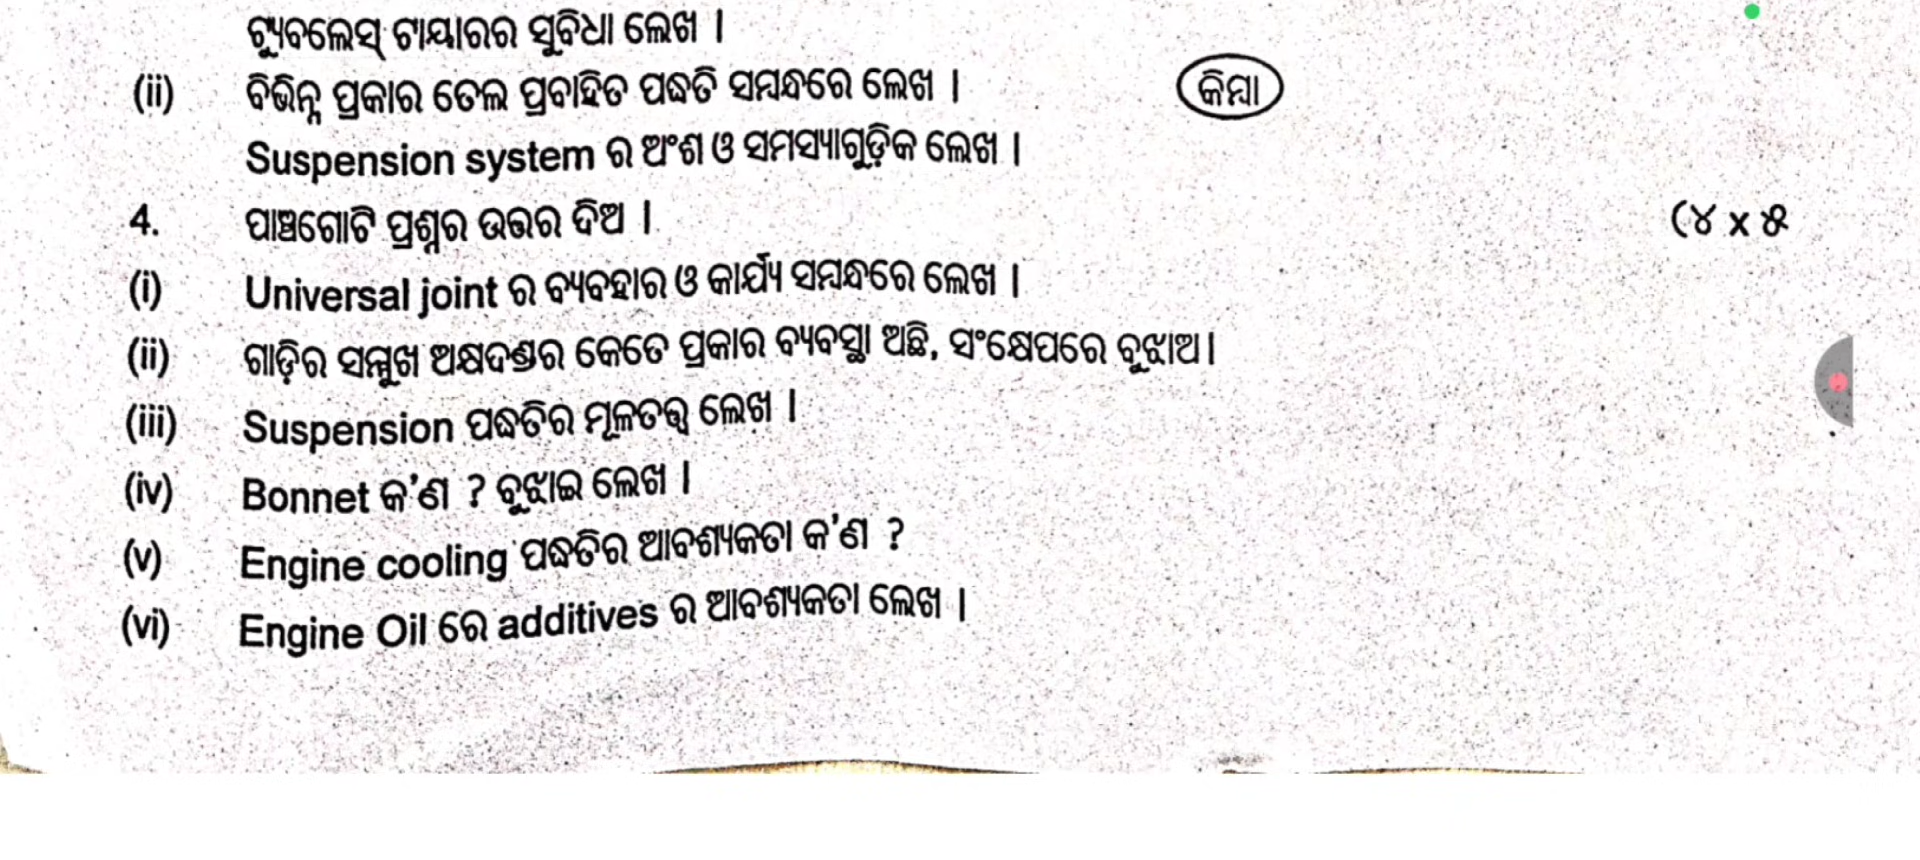 ଟ୍ୟୁବଲେସ୍ ଟାୟାରର ସୁବିଧା ଲେଖ ।
(ii) ବିଭିନ୍ନ ପ୍ରକାର ତେଲ ପ୍ରବାହିତ ପଦ୍ଧତି ସମ୍ବନ୍ଧରେ ଲେଖ । କିମ୍ବା
Suspension system ର ଅଂଶ ଓ ସମସ୍ୟାଗୁଡ଼ିକ ଲେଖ ।
4. ପାଞ୍ଚଗୋଟି ପ୍ରଶ୍ନର ଉତ୍ତର ଦିଅ । (୪ x ୫
(i) Universal joint ର ବ୍ୟବହାର ଓ କାର୍ଯ୍ୟ ସମ୍ବନ୍ଧରେ ଲେଖ ।
(ii) ଗାଡ଼ିର ସମ୍ମୁଖ ଅକ୍ଷଦଣ୍ଡର କେତେ ପ୍ରକାର ବ୍ୟବସ୍ଥା ଅଛି, ସଂକ୍ଷେପରେ ବୁଝାଅ।
(iii) Suspension ପଦ୍ଧତିର ମୂଳତତ୍ତ୍ୱ ଲେଖ ।
(iv) Bonnet କ'ଣ ? ବୁଝାଇ ଲେଖ ।
(v) Engine cooling ପଦ୍ଧତିର ଆବଶ୍ୟକତା କ'ଣ ?
(vi) Engine Oil ରେ additives ର ଆବଶ୍ୟକତା ଲେଖ ।